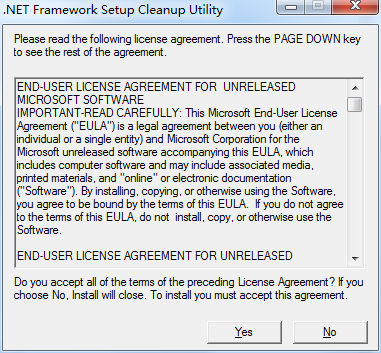 .NET Framework Setup Cleanup Utility
Please read the following license agreement. Press the PAGE DOWN key
to see the rest of the agreement.
END-USER LICENSE AGREEMENT FOR  UNRELEASED
MICROSOFT SOFTWARE
IMPORTANT-READ CAREFULLY: This Microsoft End-User License
Agreement ("EULA") is a legal agreement between you (either an
individual or a single entity) and Microsoft Corporation for the
Microsoft unreleased software accompanying this EULA, which
includes computer software and may include associated media,
printed materials, and "online" or electronic documentation
("Software"). By installing, copying, or otherwise using the Software,
you agree to be bound by the terms of this EULA.  If you do not agree
to the terms of this EULA, do not  install, copy, or otherwise use the
Software.
END-USER LICENSE AGREEMENT FOR UNRELEASED
Do you accept all of the terms of the preceding License Agreement? If you
choose No, Install will close. To install you must accept this agreement.
Yes
No